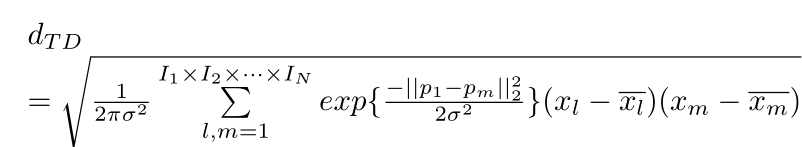 d_{TD}
= \sqrt{\frac{1}{2\pi\sigma^2} \sum_{l,m=1}^{I_1 \times I_2 \times \cdots \times I_N} exp\{\frac{-||p_1-p_m||_2^2}{2\sigma^2}\}(x_l - \overline{x_l})(x_m - \overline{x_m})}